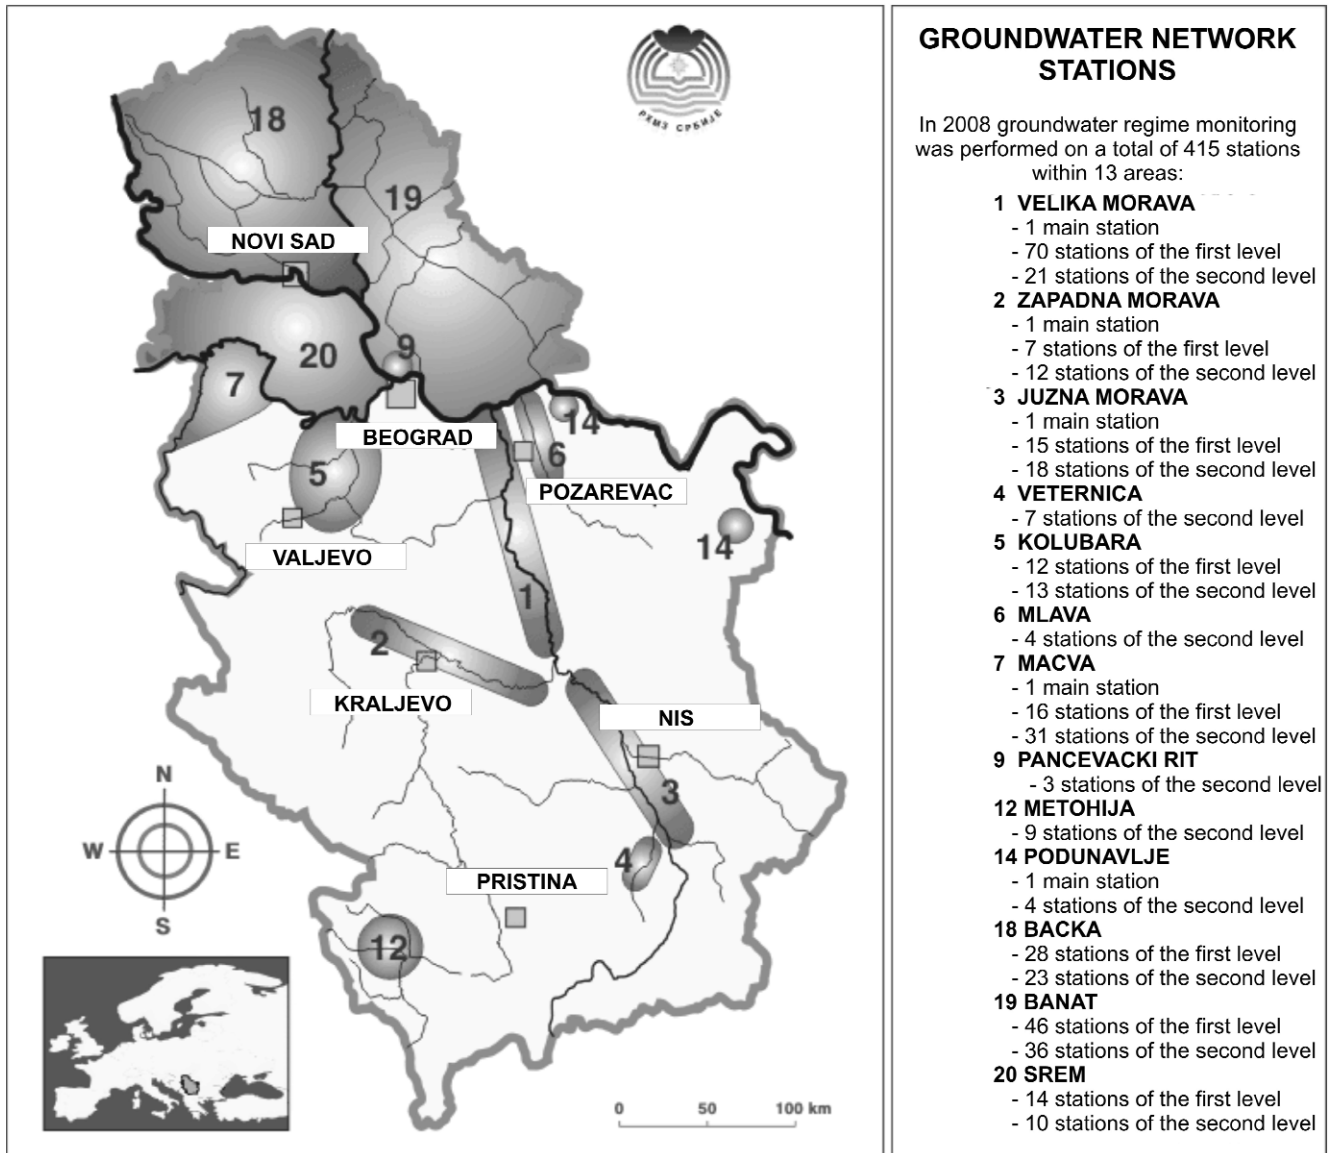 18
19
NOVI SAD
20
9
7
14
BEOGRAD
6
5
POZAREVAC
14
VALJEVO
1
2
KRALJEVO
NIS
3
4
PRISTINA
12
N
W E
S
0 50 100 km
РХМЗ СРБИЈЕ
GROUNDWATER NETWORK
STATIONS
In 2008 groundwater regime monitoring
was performed on a total of 415 stations
within 13 areas:
1 VELIKA MORAVA
- 1 main station
- 70 stations of the first level
- 21 stations of the second level
2 ZAPADNA MORAVA
- 1 main station
- 7 stations of the first level
- 12 stations of the second level
3 JUZNA MORAVA
- 1 main station
- 15 stations of the first level
- 18 stations of the second level
4 VETERNICA
- 7 stations of the second level
5 KOLUBARA
- 12 stations of the first level
- 13 stations of the second level
6 MLAVA
- 4 stations of the second level
7 MACVA
- 1 main station
- 16 stations of the first level
- 31 stations of the second level
9 PANCEVACKI RIT
- 3 stations of the second level
12 METOHIJA
- 9 stations of the second level
14 PODUNAVLJE
- 1 main station
- 4 stations of the second level
18 BACKA
- 28 stations of the first level
- 23 stations of the second level
19 BANAT
- 46 stations of the first level
- 36 stations of the second level
20 SREM
- 14 stations of the first level
- 10 stations of the second level